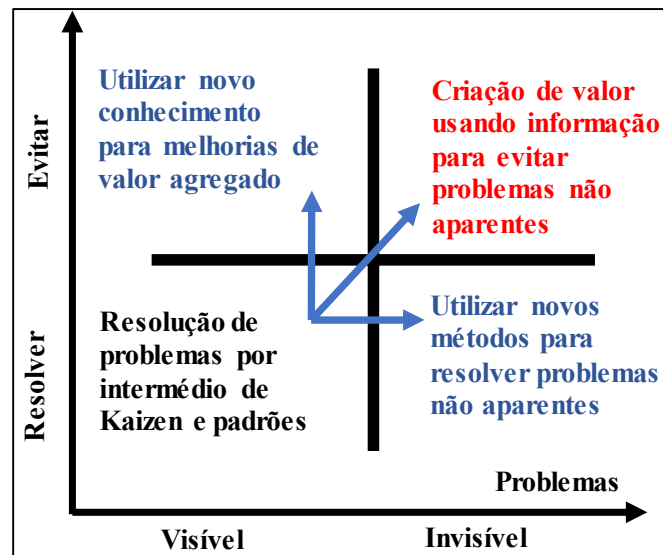 Utilizar novo
conhecimento
para melhorias de
valor agregado
Criação de valor
usando informação
para evitar
problemas não
aparentes
Evitar
Resolver
Resolução de
problemas por
intermédio de
Kaizen e padrões
Utilizar novos
métodos para
resolver problemas
não aparentes
Problemas
Visível
Invisível